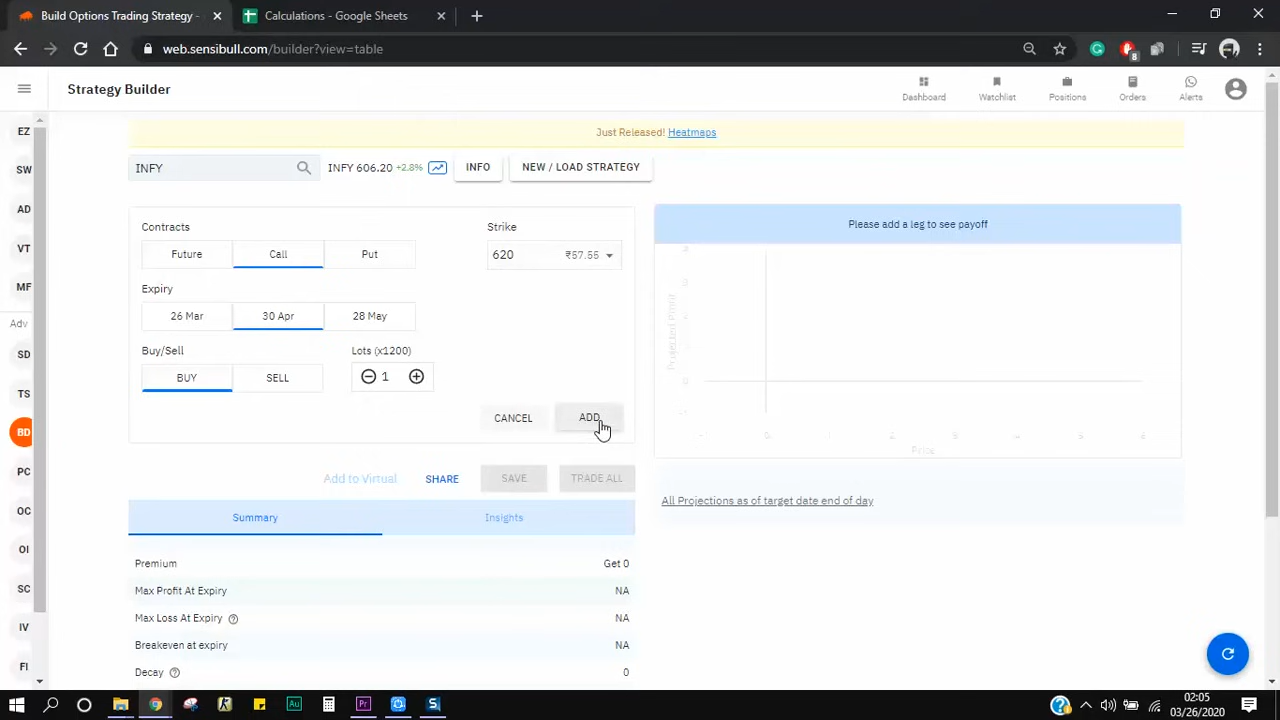 Build Options Trading Strategy -
Calculations - Google Sheets
web.sensibull.com/builder?view=table
8
Strategy Builder
Dashboard
Watchlist
Positions
Orders
Alerts
EZ
SW
AD
VT
MF
Adv
SD
TS
BD
PC
OC
OI
SC
IV
FI
Just Released! Heatmaps
INFY
INFY 606.20 +2.8%
INFO
NEW / LOAD STRATEGY
Contracts
Strike
Future
Call
Put
620 ₹57.55
Expiry
26 Mar
30 Apr
28 May
Buy/Sell
Lots (x1200)
BUY
SELL
1
CANCEL
ADD
Please add a leg to see payoff
Projected Profit
Price
Add to Virtual
SHARE
SAVE
TRADE ALL
All Projections as of target date end of day
Summary
Insights
Premium Get 0
Max Profit At Expiry NA
Max Loss At Expiry NA
Breakeven at expiry NA
Decay 0
Au
Pr
S
02:05
03/26/2020